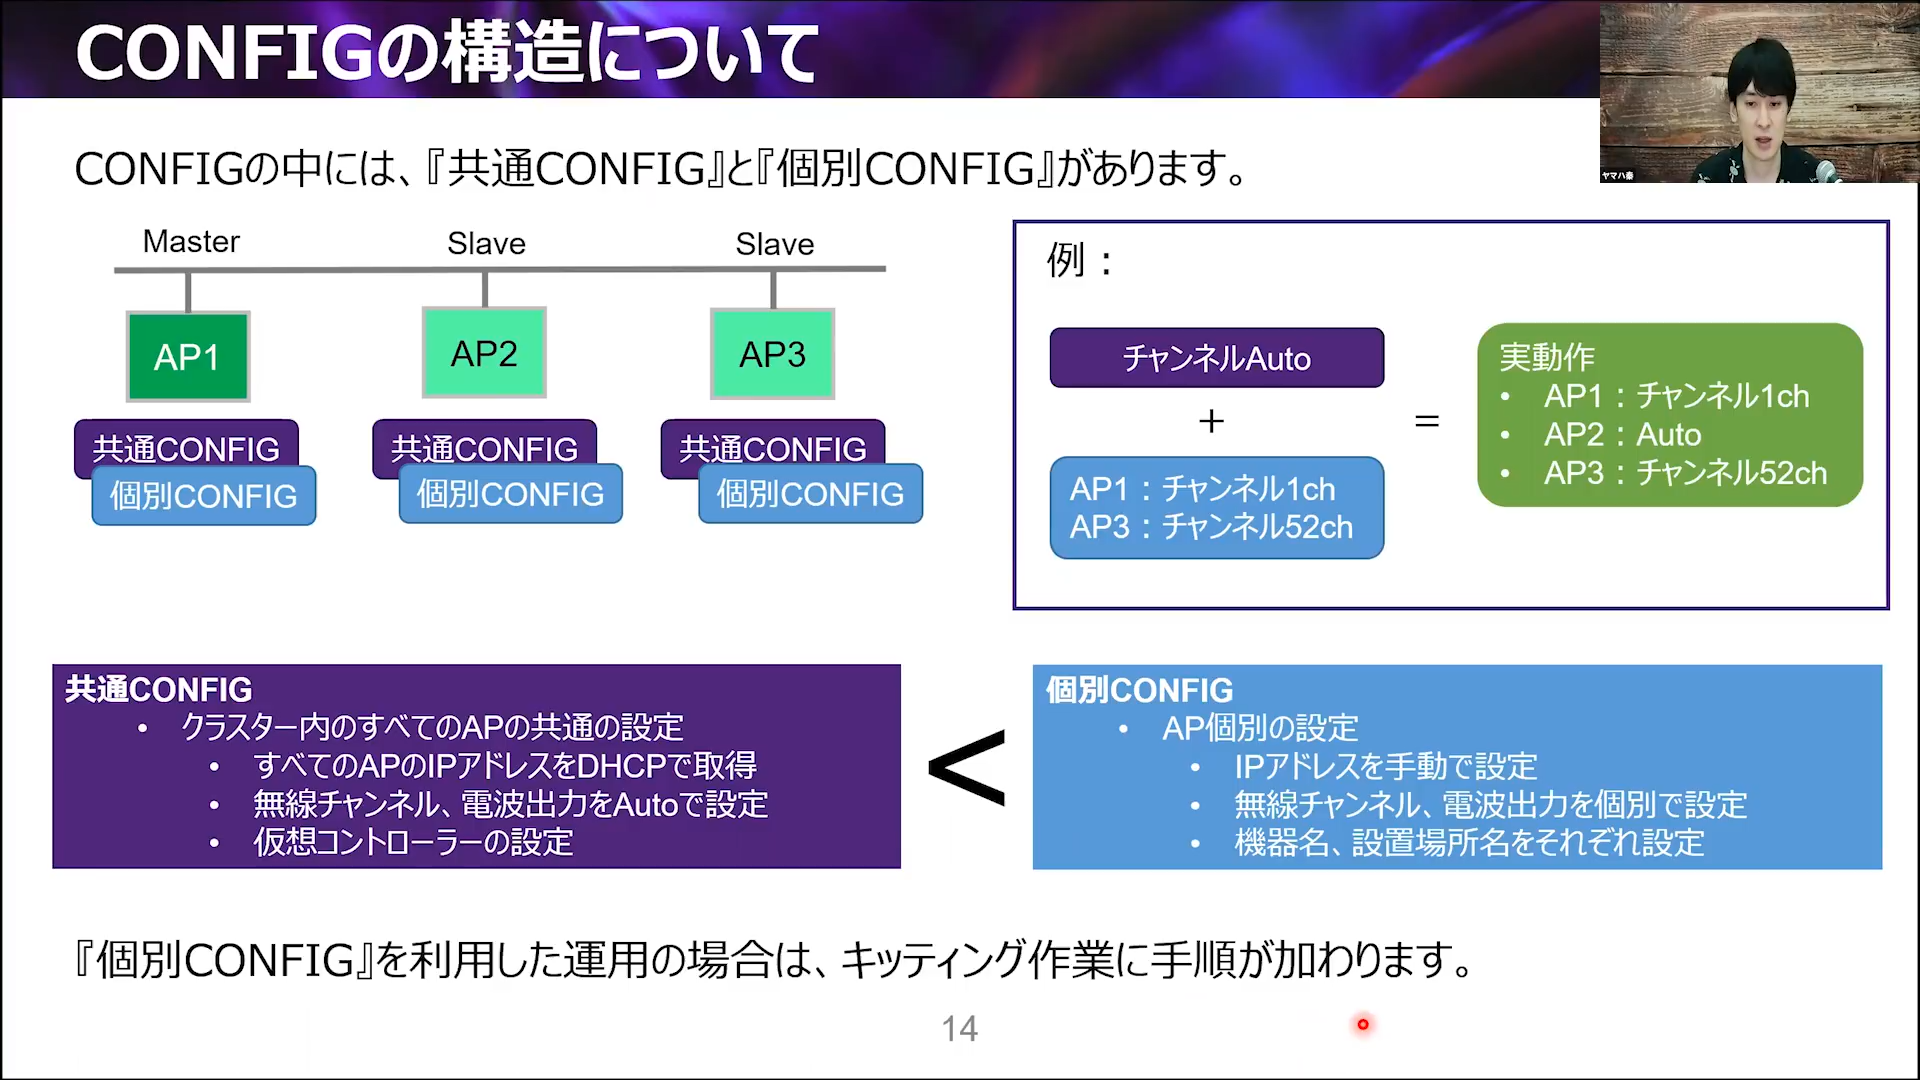 CONFIGの構造について
ヤマハ秦
CONFIGの中には、『共通CONFIG』と『個別CONFIG』があります。
Master
Slave
Slave
AP1
AP2
AP3
共通CONFIG
個別CONFIG
共通CONFIG
個別CONFIG
共通CONFIG
個別CONFIG
例：
チャンネルAuto
＋
AP1：チャンネル1ch
AP3：チャンネル52ch
＝
実動作
• AP1：チャンネル1ch
• AP2：Auto
• AP3：チャンネル52ch
共通CONFIG
• クラスター内のすべてのAPの共通の設定
• すべてのAPのIPアドレスをDHCPで取得
• 無線チャンネル、電波出力をAutoで設定
• 仮想コントローラーの設定
<
個別CONFIG
• AP個別の設定
• IPアドレスを手動で設定
• 無線チャンネル、電波出力を個別で設定
• 機器名、設置場所名をそれぞれ設定
『個別CONFIG』を利用した運用の場合は、キッティング作業に手順が加わります。
14